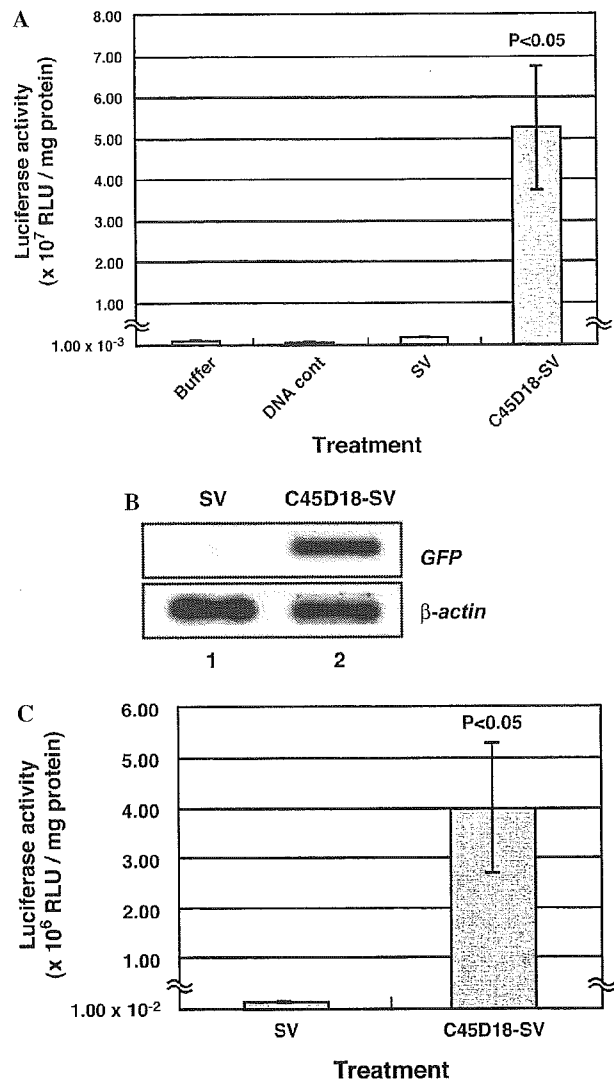 A
8.00
7.00
6.00
5.00
4.00
3.00
2.00
1.00
1.00 x 10⁻³
Luciferase activity
(x 10⁷ RLU / mg protein)
P<0.05
Buffer
DNA cont
SV
C45D18-SV
Treatment
B
SV C45D18-SV
GFP
β-actin
1 2
C
6.00
5.00
4.00
3.00
2.00
1.00
1.00 x 10⁻²
Luciferase activity
(x 10⁶ RLU / mg protein)
P<0.05
SV C45D18-SV
Treatment